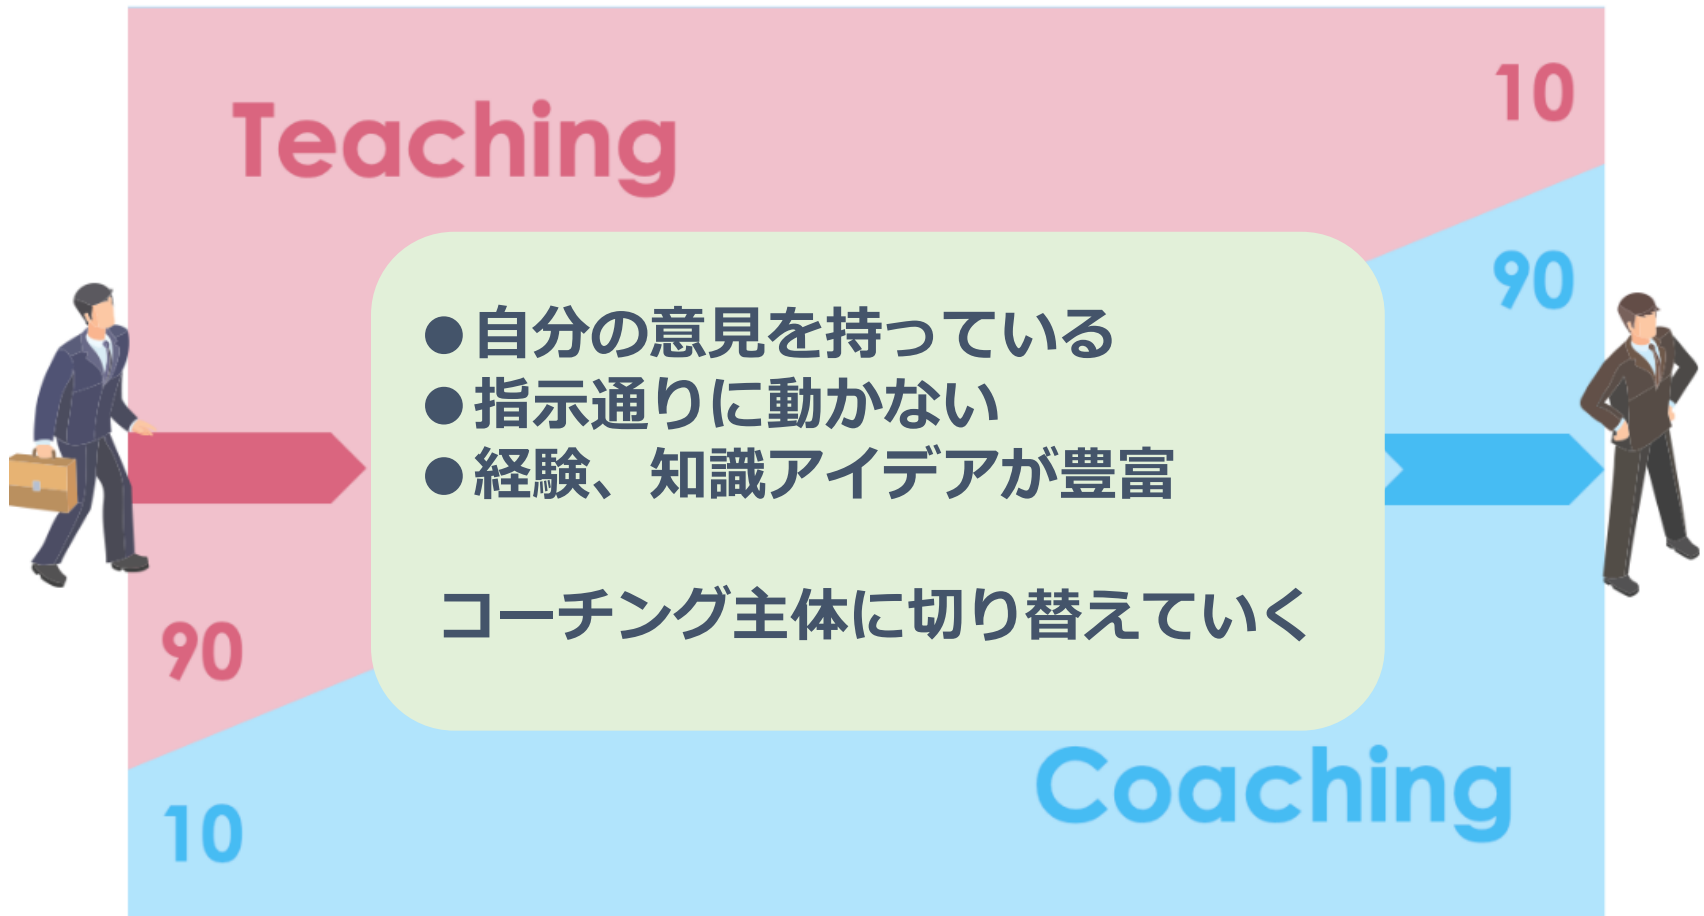 Teaching
10
90
●自分の意見を持っている
●指示通りに動かない
●経験、知識アイデアが豊富
コーチング主体に切り替えていく
90
10
Coaching